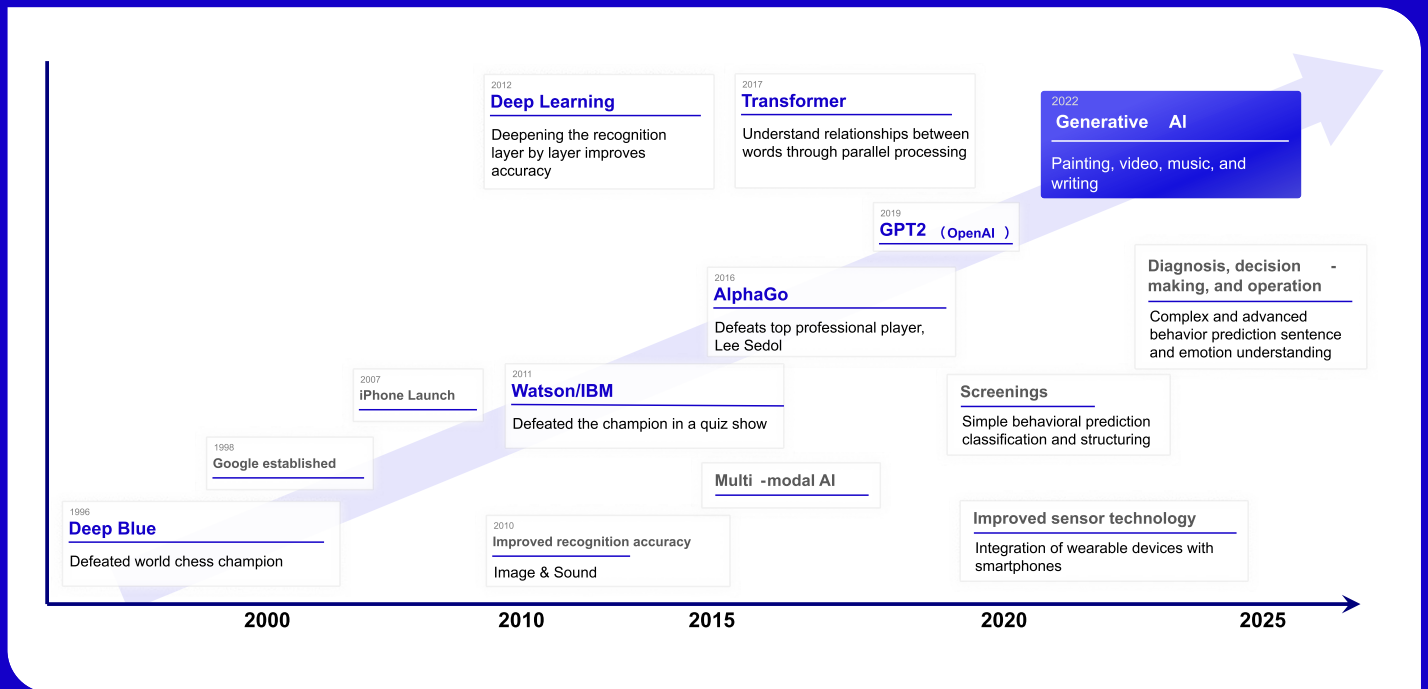 2012
Deep Learning
Deepening the recognition
layer by layer improves
accuracy
2017
Transformer
Understand relationships between
words through parallel processing
2022
Generative AI
Painting, video, music, and
writing
2019
GPT2 （OpenAI ）
2016
AlphaGo
Defeats top professional player,
Lee Sedol
Diagnosis, decision -
making, and operation
Complex and advanced
behavior prediction sentence
and emotion understanding
2007
iPhone Launch
2011
Watson/IBM
Defeated the champion in a quiz show
Screenings
Simple behavioral prediction
classification and structuring
1998
Google established
Multi -modal AI
1996
Deep Blue
Defeated world chess champion
2010
Improved recognition accuracy
Image & Sound
Improved sensor technology
Integration of wearable devices with
smartphones
2000 2010 2015 2020 2025